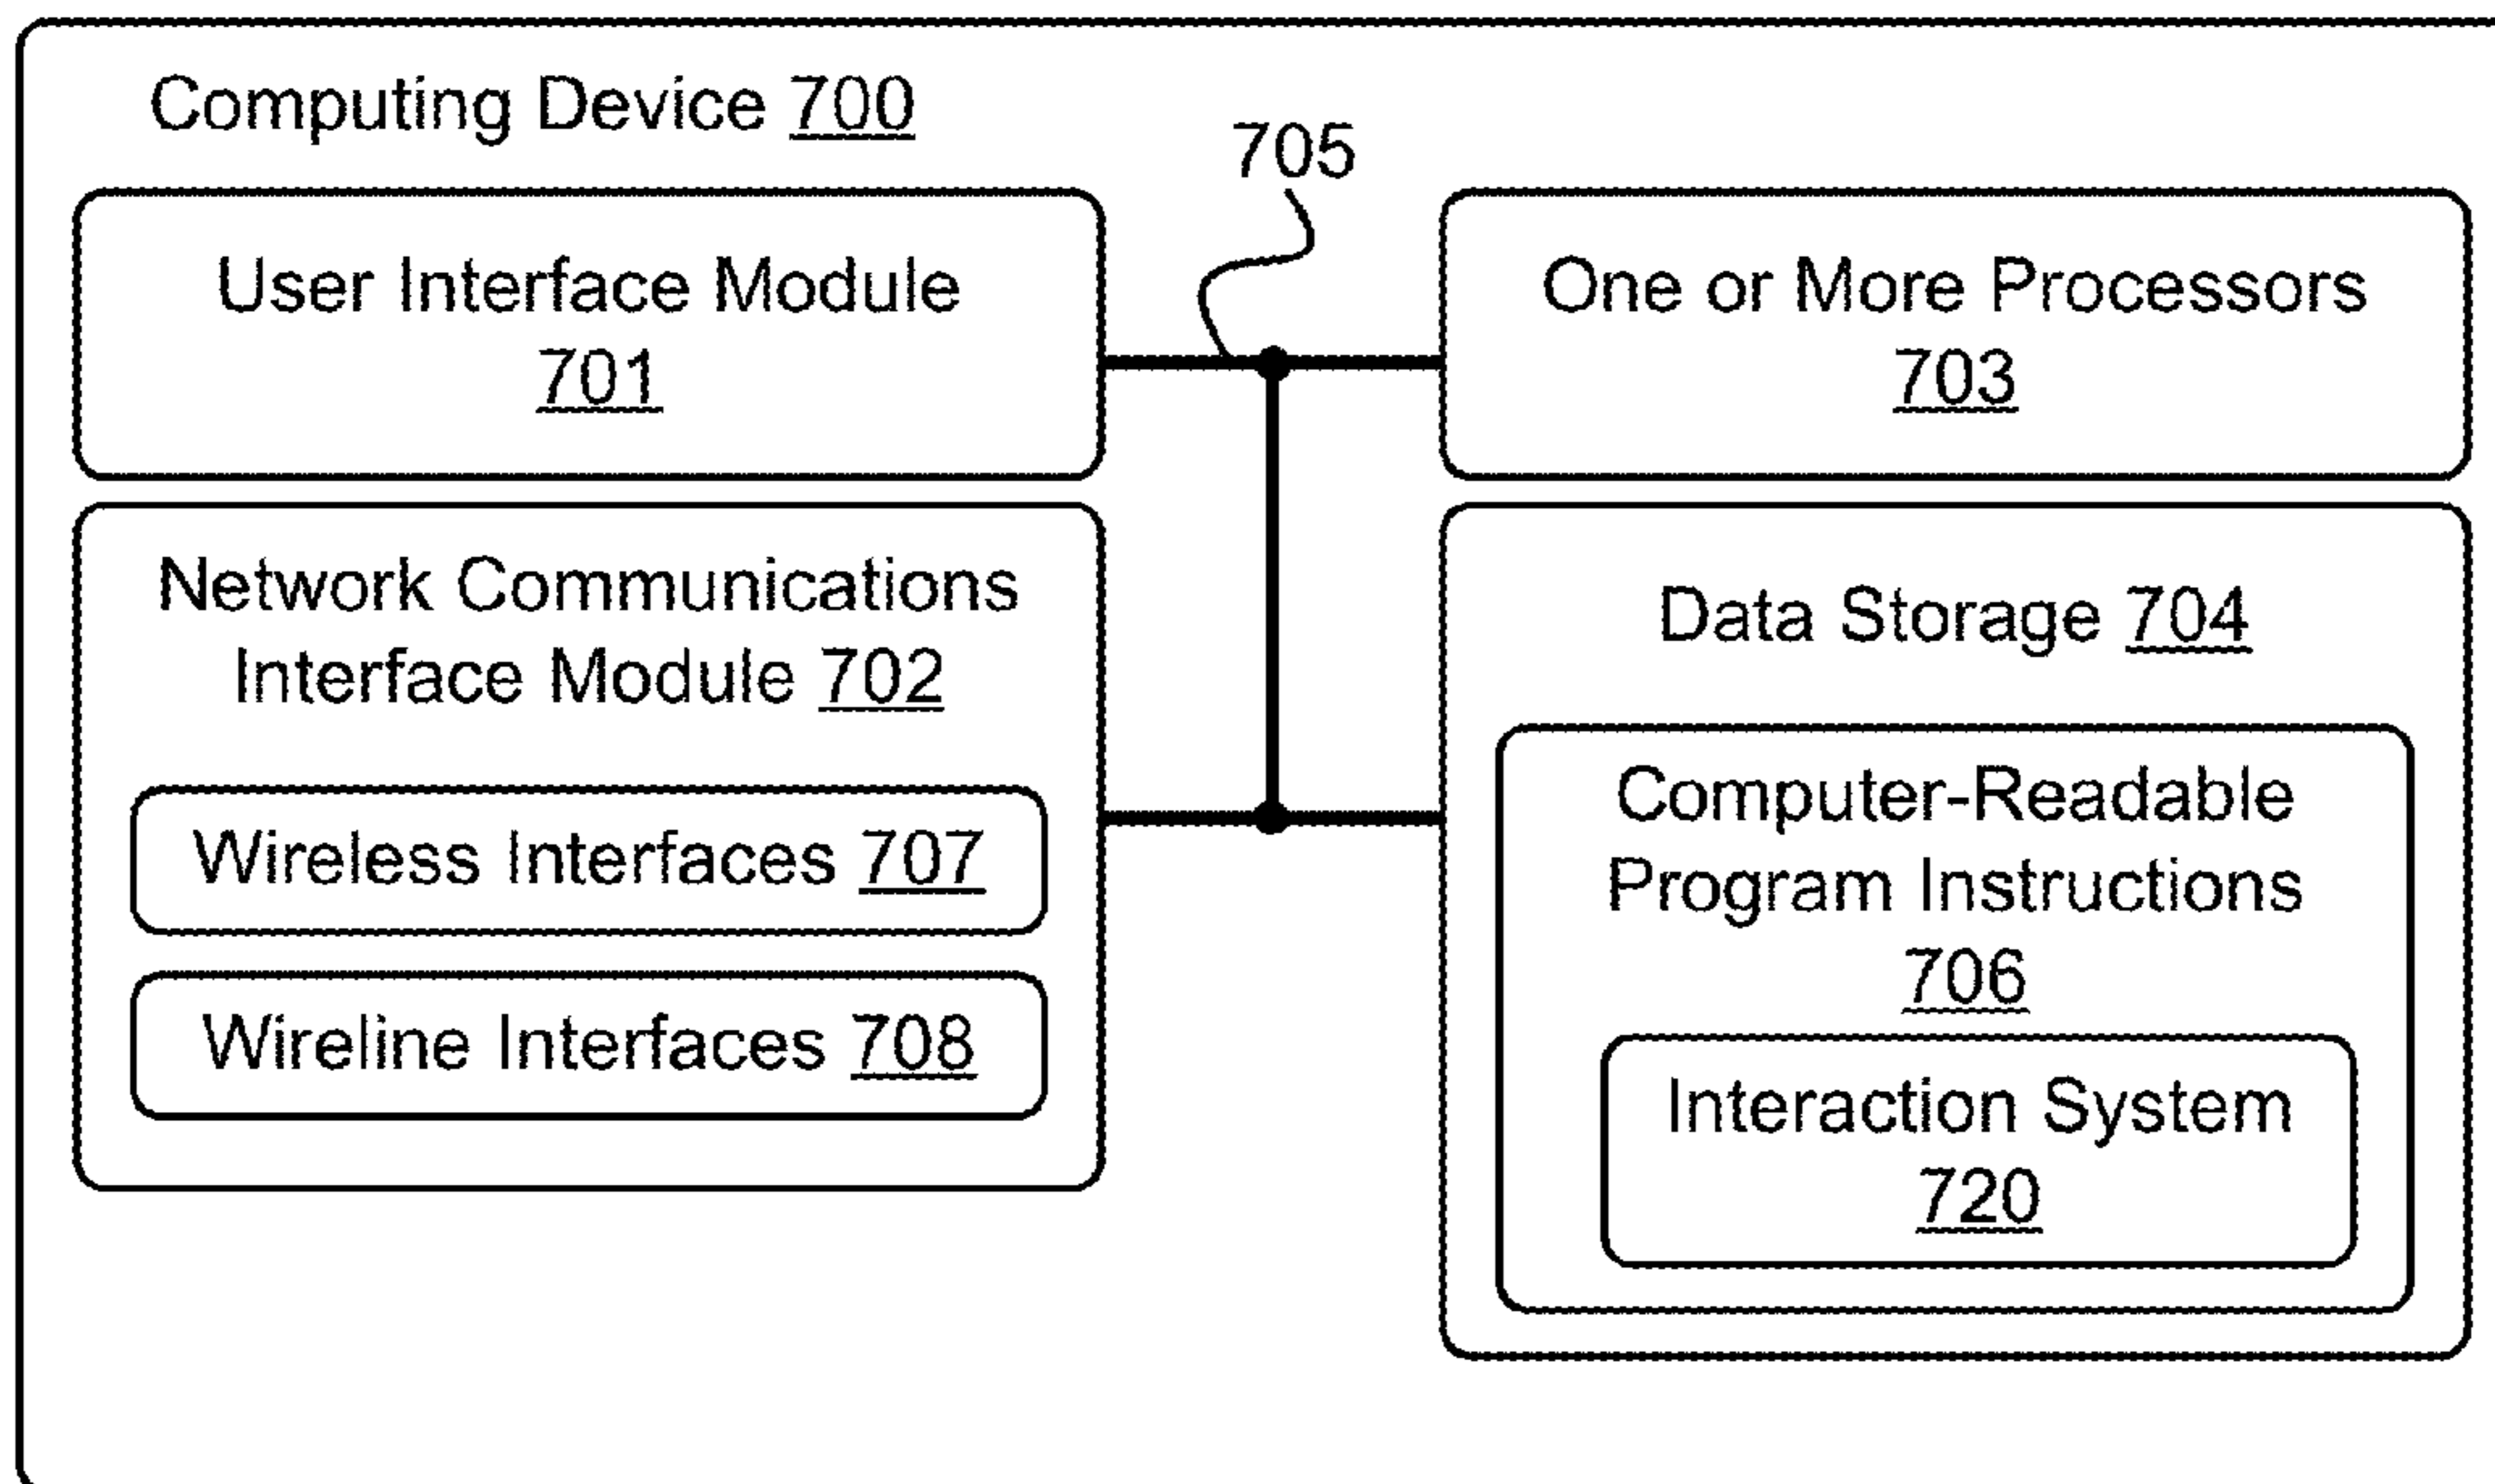 Computing Device 700
705
User Interface Module
701
One or More Processors
703
Network Communications
Interface Module 702
Wireless Interfaces 707
Wireline Interfaces 708
Data Storage 704
Computer-Readable
Program Instructions
706
Interaction System
720